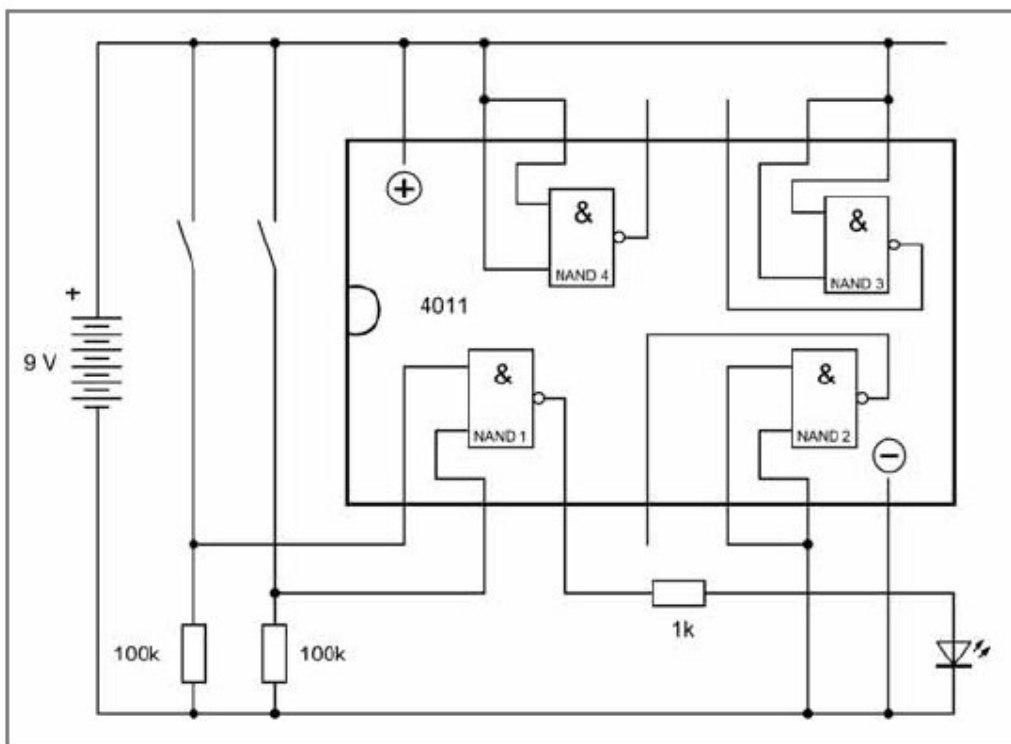 +
&
NAND 4
&
NAND 3
+
9 V
4011
&
NAND 1
&
NAND 2
−
1k
100k
100k